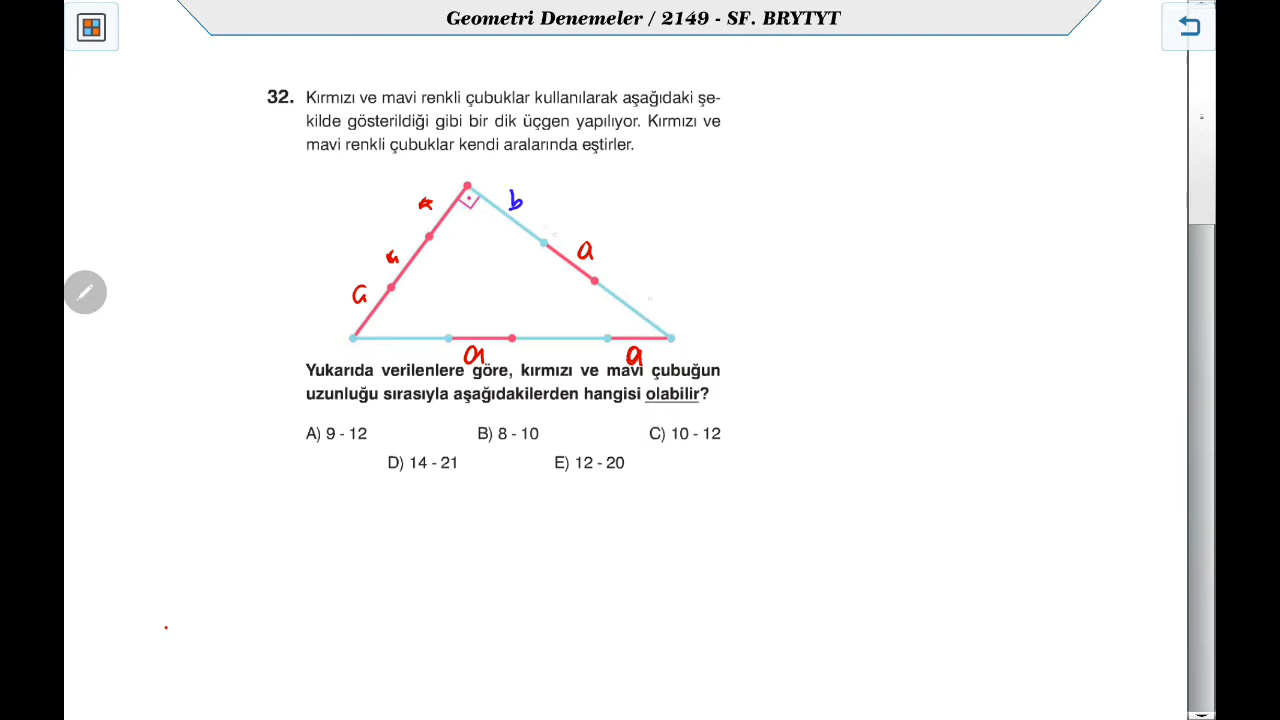 Geometri Denemeler / 2149 - SF. BRYTYT
32. Kırmızı ve mavi renkli çubuklar kullanılarak aşağıdaki şe-
kilde gösterildiği gibi bir dik üçgen yapılıyor. Kırmızı ve
mavi renkli çubuklar kendi aralarında eştirler.
a
b
a
a
a
a
a
Yukarıda verilenlere göre, kırmızı ve mavi çubuğun
uzunluğu sırasıyla aşağıdakilerden hangisi olabilir?
A) 9 - 12 B) 8 - 10 C) 10 - 12
D) 14 - 21 E) 12 - 20